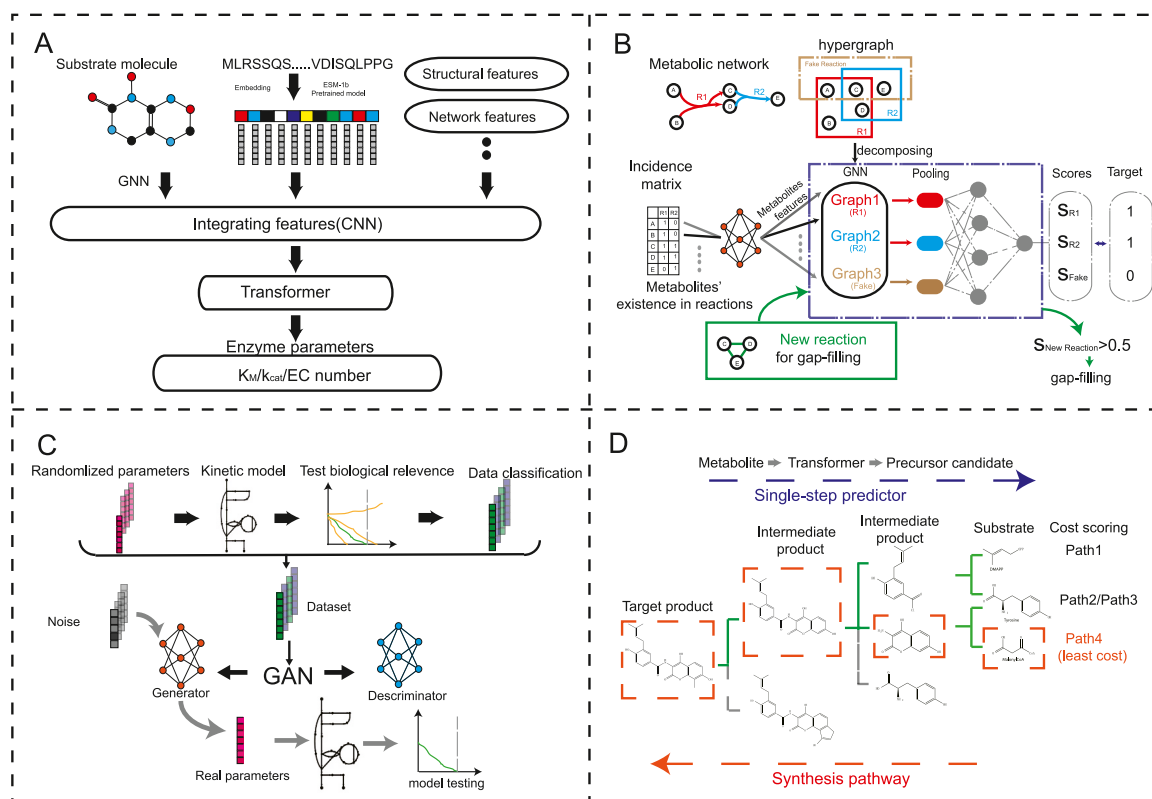 A
Substrate molecule
MLRSSQS.....VDISQLPPG
Embedding
ESM-1b
Pretrained model
Structural features
Network features
GNN
Integrating features(CNN)
Transformer
Enzyme parameters
KM/kcat/EC number
B
hypergraph
Metabolic network
Fake Reaction
A
B
C
D
E
R1
R2
A
C
E
D
B
R2
R1
decomposing
Incidence
matrix
R1 R2
A 1 0
B 1 0
C 1 1
D 1 1
E 0 1
Metabolites'
existence in reactions
Metabolites
features
GNN
Graph1
(R1)
Graph2
(R2)
Graph3
(Fake)
Pooling
Scores
SR1
SR2
SFake
Target
1
1
0
C
D
E
New reaction
for gap-filling
SNew Reaction>0.5
gap-filling
C
Randomized parameters
Kinetic model
Test biological relevence
Data classification
Noise
Dataset
GAN
Generator
Descriminator
Real parameters
model testing
D
Metabolite
Transformer
Precursor candidate
Single-step predictor
Target product
Intermediate
product
Intermediate
product
Substrate
Cost scoring
DMAPP
Path1
Tyrosine
Path2/Path3
MalonylCoA
Path4
(least cost)
Synthesis pathway